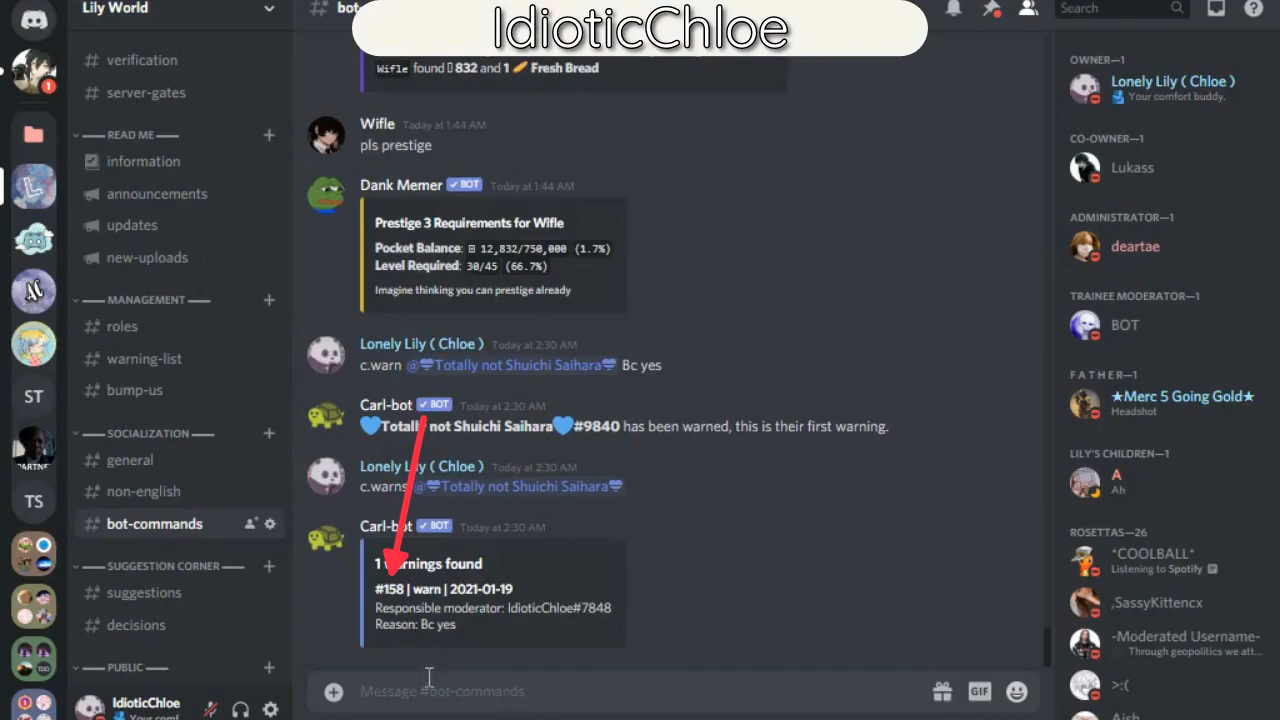 IdioticChloe
Lily World
verification
server-gates
READ ME
information
announcements
updates
new-uploads
MANAGEMENT
roles
warning-list
bump-us
SOCIALIZATION
general
non-english
bot-commands
SUGGESTION CORNER
suggestions
decisions
PUBLIC
IdioticChloe
1
ST
TS
Wifle found 832 and 1 Fresh Bread
Wifle Today at 1:44 AM
pls prestige
Dank Memer BOT Today at 1:44 AM
Prestige 3 Requirements for Wifle
Pocket Balance: 12,832/750,000 (1.7%)
Level Required: 30/45 (66.7%)
Imagine thinking you can prestige already
Lonely Lily ( Chloe ) Today at 2:30 AM
c.warn @💙Totally not Shuichi Saihara💙 Bc yes
Carl-bot BOT Today at 2:30 AM
💙Totally not Shuichi Saihara💙#9840 has been warned, this is their first warning.
Lonely Lily ( Chloe ) Today at 2:30 AM
c.warns @💙Totally not Shuichi Saihara💙
Carl-bot BOT Today at 2:30 AM
1 warnings found
#158 | warn | 2021-01-19
Responsible moderator: IdioticChloe#7848
Reason: Bc yes
Message #bot-commands
GIF
Search
OWNER—1
Lonely Lily ( Chloe )
Your comfort buddy.
CO-OWNER—1
Lukass
ADMINISTRATOR—1
deartae
TRAINEE MODERATOR—1
BOT
F A T H E R—1
★Merc 5 Going Gold★
Headshot
LILY'S CHILDREN—1
A
Ah
ROSETTAS—26
*COOLBALL*
Listening to Spotify
,SassyKittencx
-Moderated Username-
Through geopolitics we att...
>:(